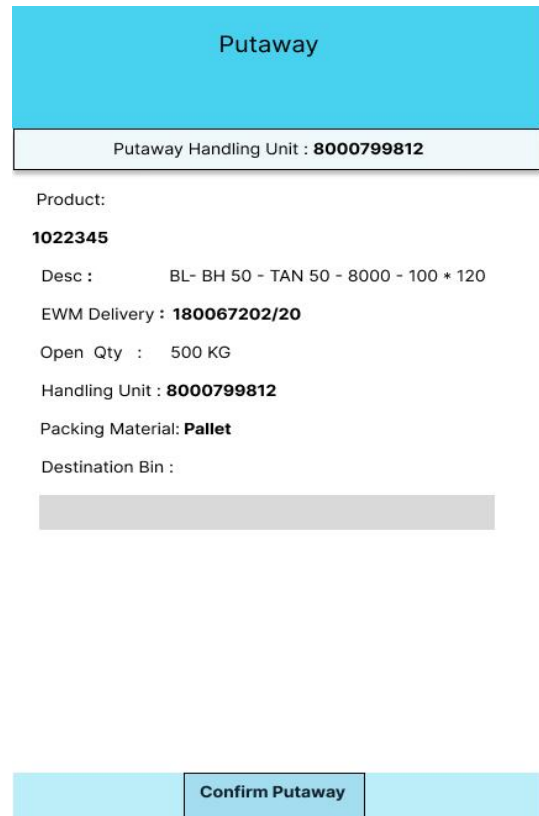 Putaway
Putaway Handling Unit : 8000799812
Product:
1022345
Desc : BL- BH 50 - TAN 50 - 8000 - 100 * 120
EWM Delivery : 180067202/20
Open Qty : 500 KG
Handling Unit : 8000799812
Packing Material: Pallet
Destination Bin :
Confirm Putaway